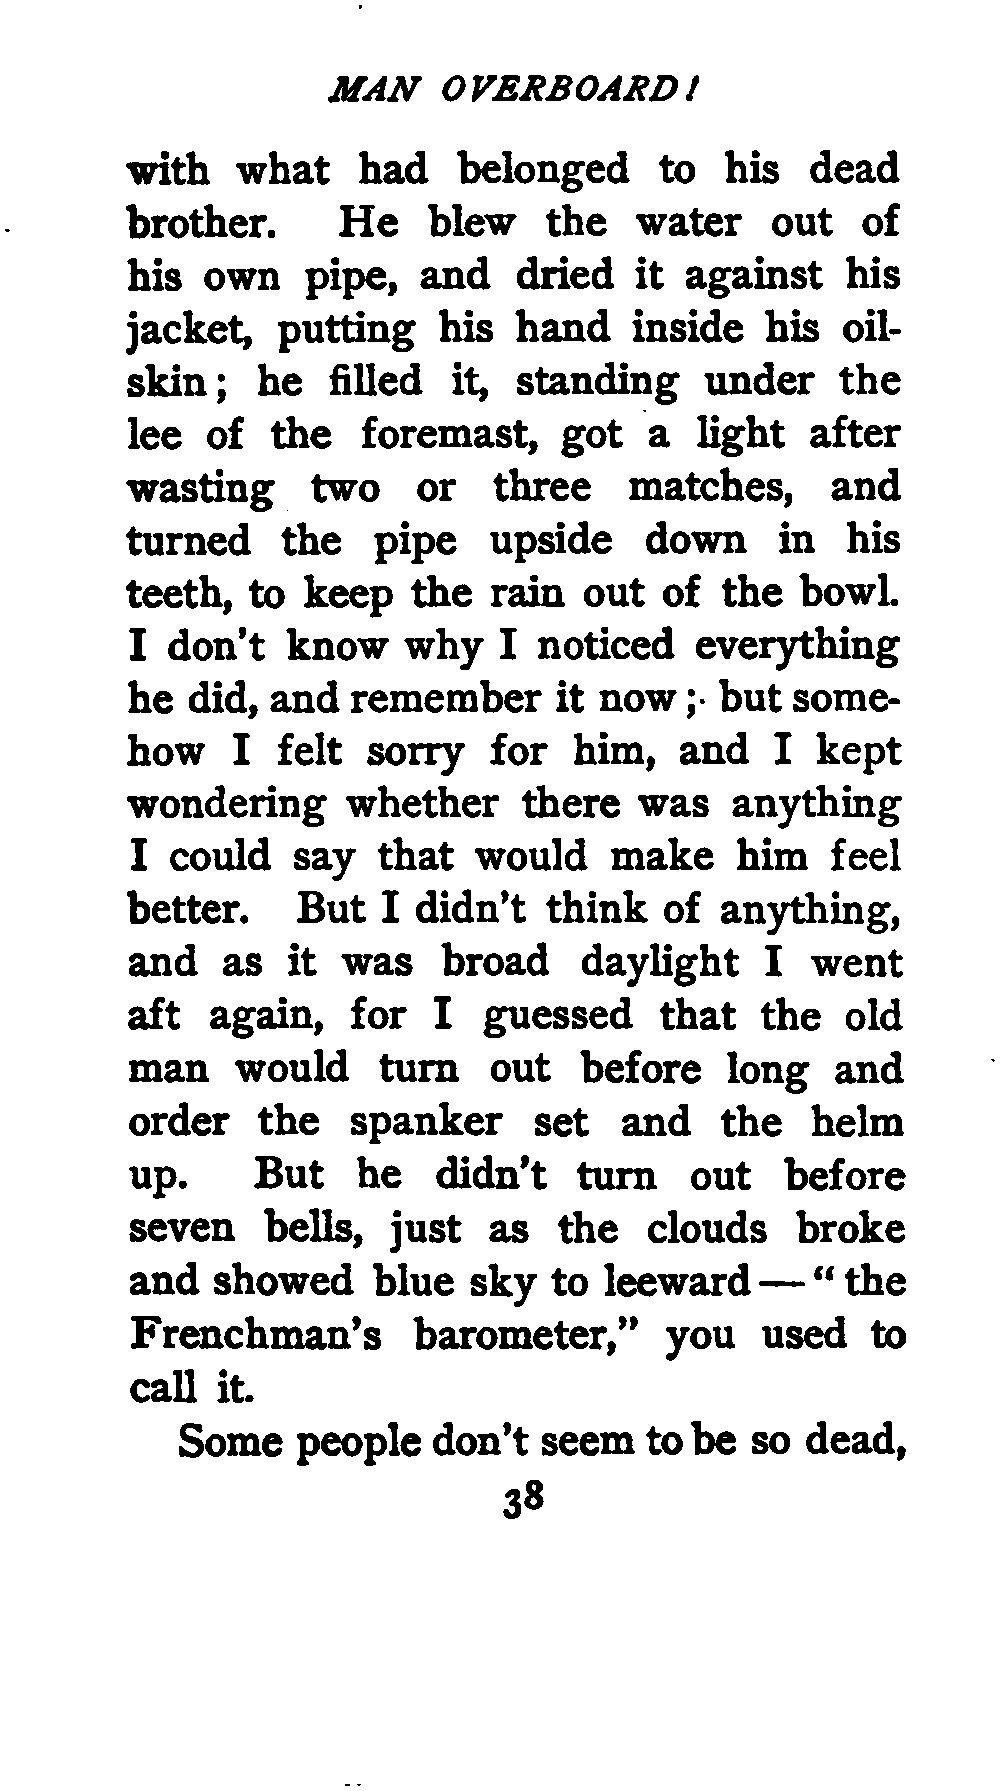 MAN OVERBOARD!
with what had belonged to his dead
brother. He blew the water out of
his own pipe, and dried it against his
jacket, putting his hand inside his oil-
skin; he filled it, standing under the
lee of the foremast, got a light after
wasting two or three matches, and
turned the pipe upside down in his
teeth, to keep the rain out of the bowl.
I don't know why I noticed everything
he did, and remember it now; but some-
how I felt sorry for him, and I kept
wondering whether there was anything
I could say that would make him feel
better. But I didn't think of anything,
and as it was broad daylight I went
aft again, for I guessed that the old
man would turn out before long and
order the spanker set and the helm
up. But he didn't turn out before
seven bells, just as the clouds broke
and showed blue sky to leeward—"the
Frenchman's barometer," you used to
call it.
Some people don't seem to be so dead,
38